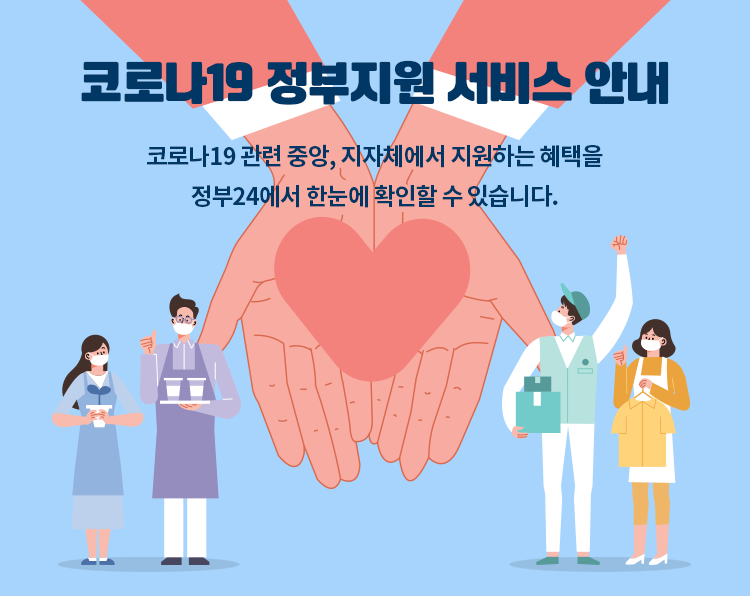 코로나19 정부지원 서비스 안내
코로나19 관련 중앙, 지자체에서 지원하는 혜택을
정부24에서 한눈에 확인할 수 있습니다.